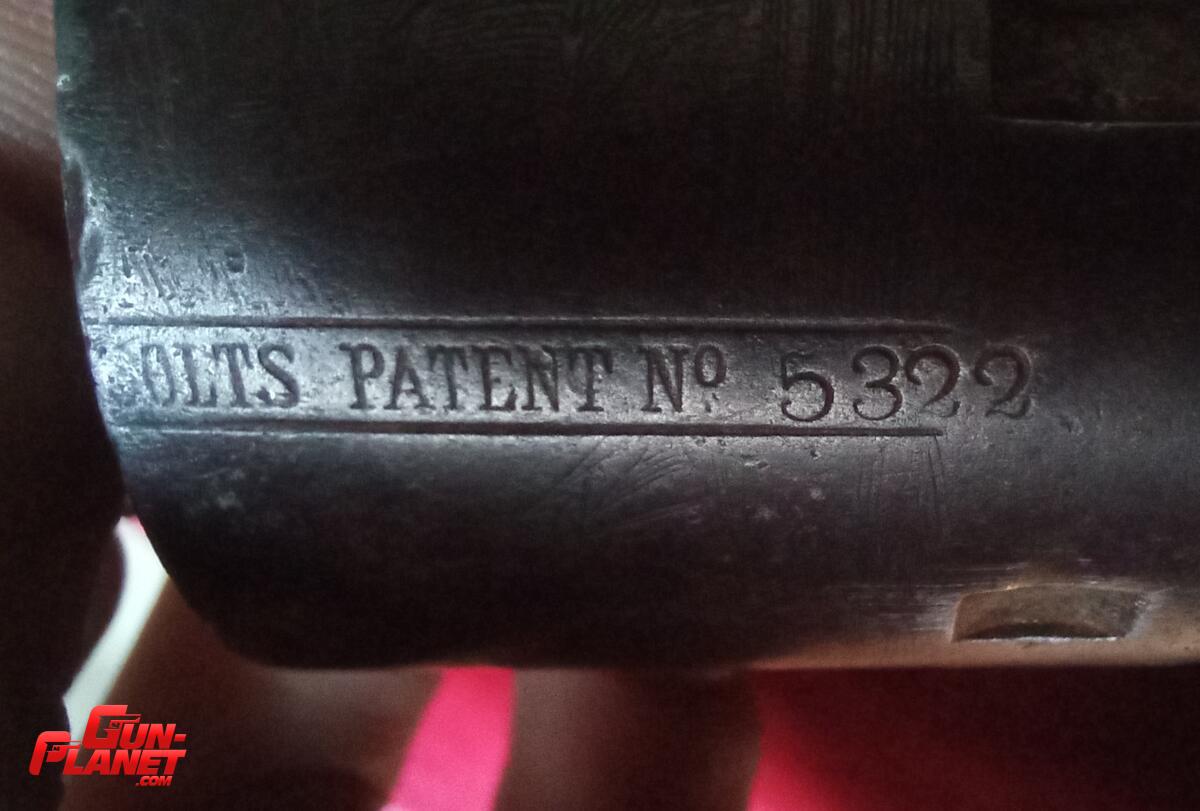 OLTS PATENT Nº 5322
GUN-
PLANET
.COM